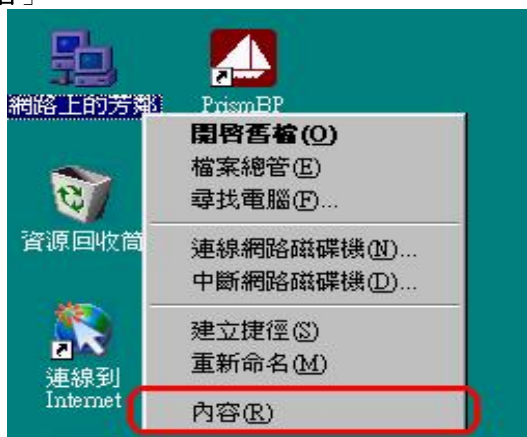 網路上的芳鄰
PrismBP
開啓舊檔(O)
檔案總管(E)
尋找電腦(F)...
資源回收筒
連線網路磁碟機(N)...
中斷網路磁碟機(D)...
建立捷徑(S)
重新命名(M)
連線到
Internet
內容(R)